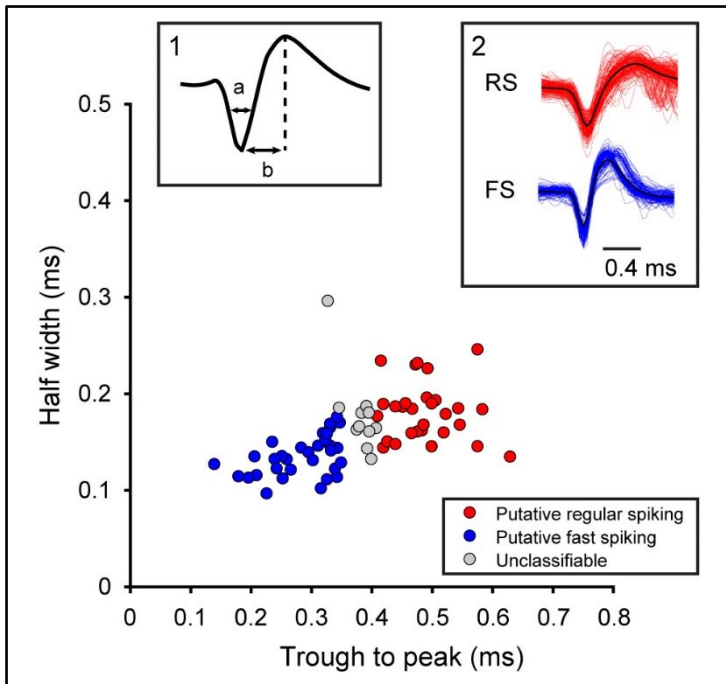 1
a
b
2
RS
FS
0.4 ms
0.5
0.4
0.3
0.2
0.1
0
Half width (ms)
Putative regular spiking
Putative fast spiking
Unclassifiable
0 0.1 0.2 0.3 0.4 0.5 0.6 0.7 0.8
Trough to peak (ms)